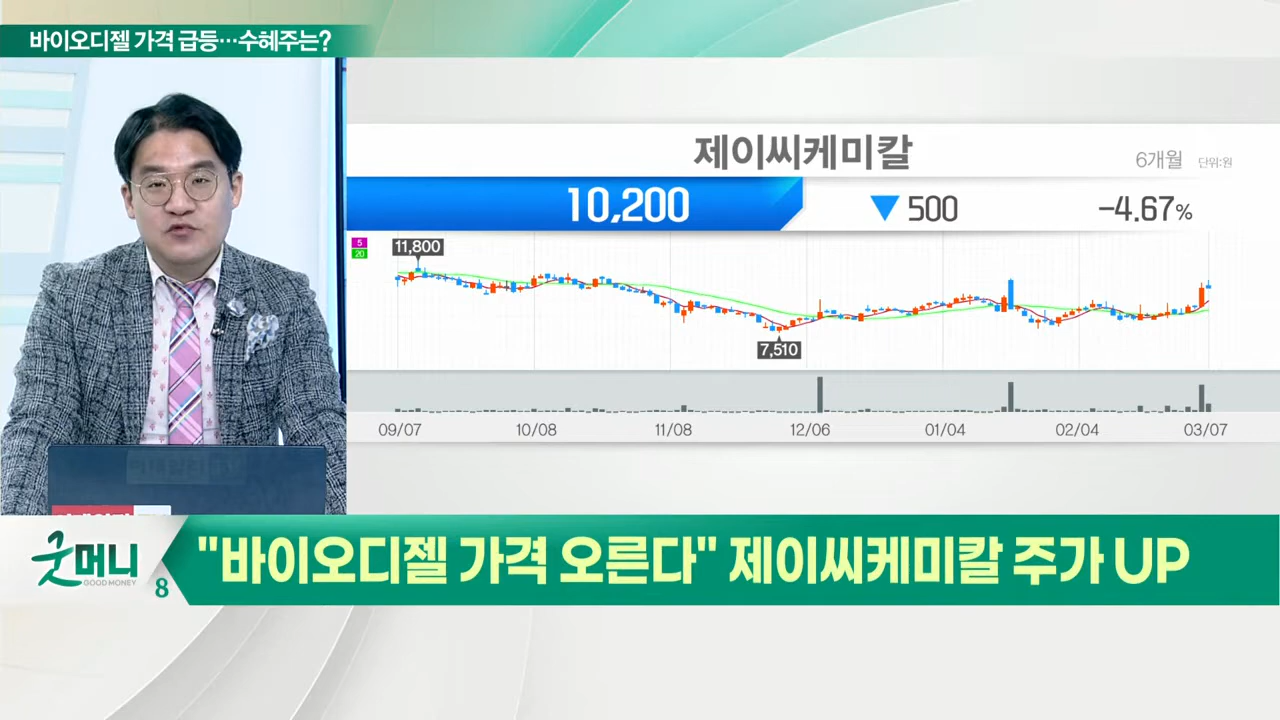 바이오디젤 가격 급등…수혜주는?
제이씨케미칼
6개월 단위:원
10,200 ▼500 -4.67%
5
20
11,800
7,510
09/07 10/08 11/08 12/06 01/04 02/04 03/07
굿머니
GOOD MONEY
8
"바이오디젤 가격 오른다" 제이씨케미칼 주가 UP